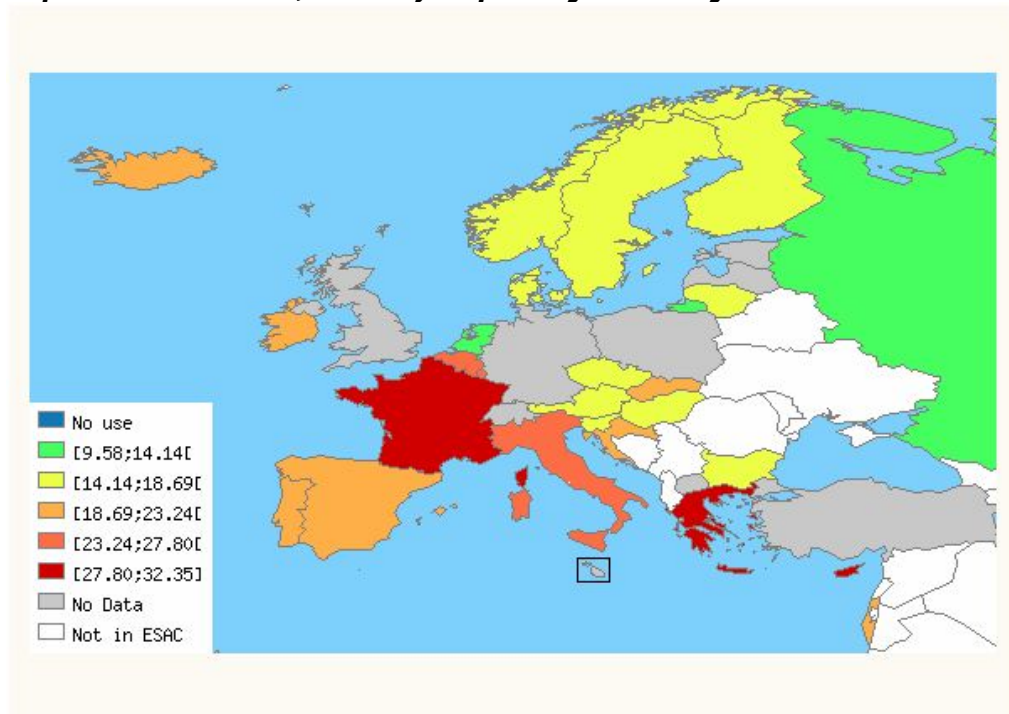 No use
[9.58;14.14[
[14.14;18.69[
[18.69;23.24[
[23.24;27.80[
[27.80;32.35]
No Data
Not in ESAC